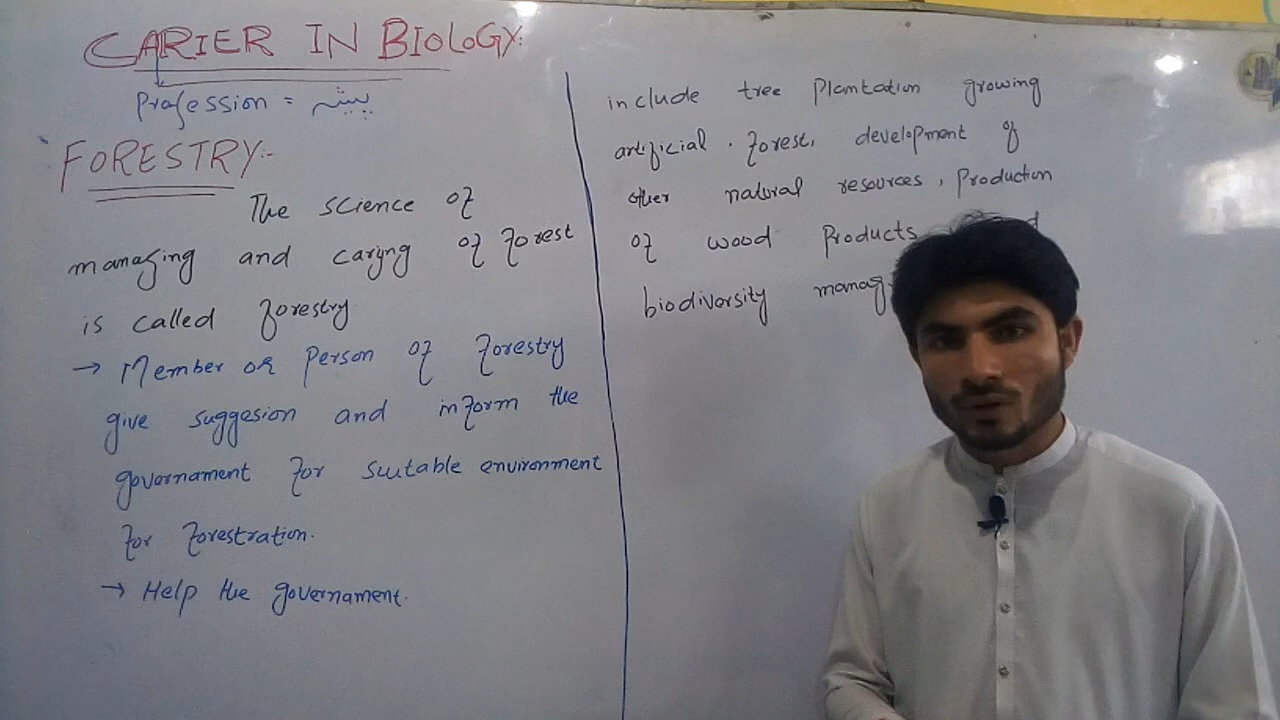 CARIER IN BIOLOGY:
Profession = پیشہ
FORESTRY:-
The science of
managing and caryng of forest
is called forestry
→ Member or Person of forestry
give suggesion and inform the
governament for suitable environment
for forestration.
→ Help the governament.
include tree plantation growing
artificial . forest, development of
other natural resources, Production
of wood Products
biodiversity manag